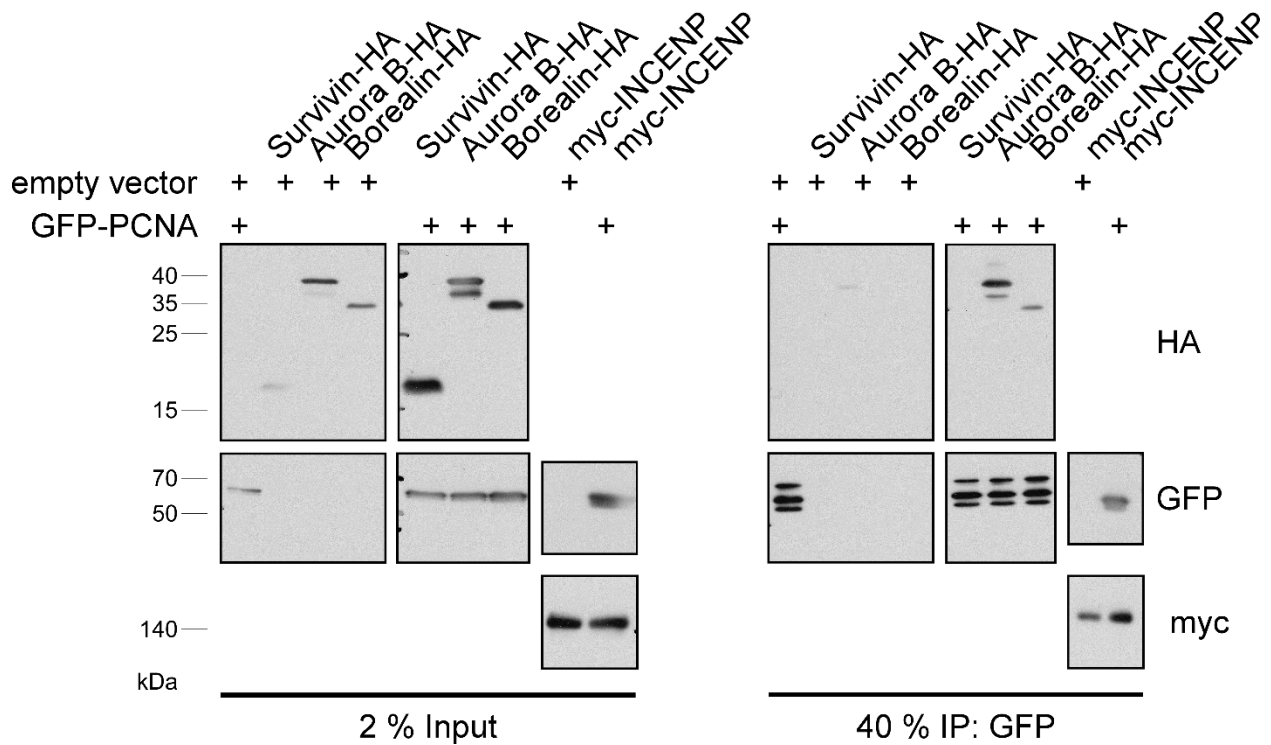 Survivin-HA Aurora B-HA Borealin-HA Survivin-HA Aurora B-HA Borealin-HA myc-INCENP myc-INCENP Survivin-HA Aurora B-HA Borealin-HA Survivin-HA Aurora B-HA Borealin-HA myc-INCENP myc-INCENP
empty vector + + + + + + + + + +
GFP-PCNA + + + + + + + + + +
40
35
25
HA
15
70
GFP
50
140
myc
kDa
2 % Input 40 % IP: GFP